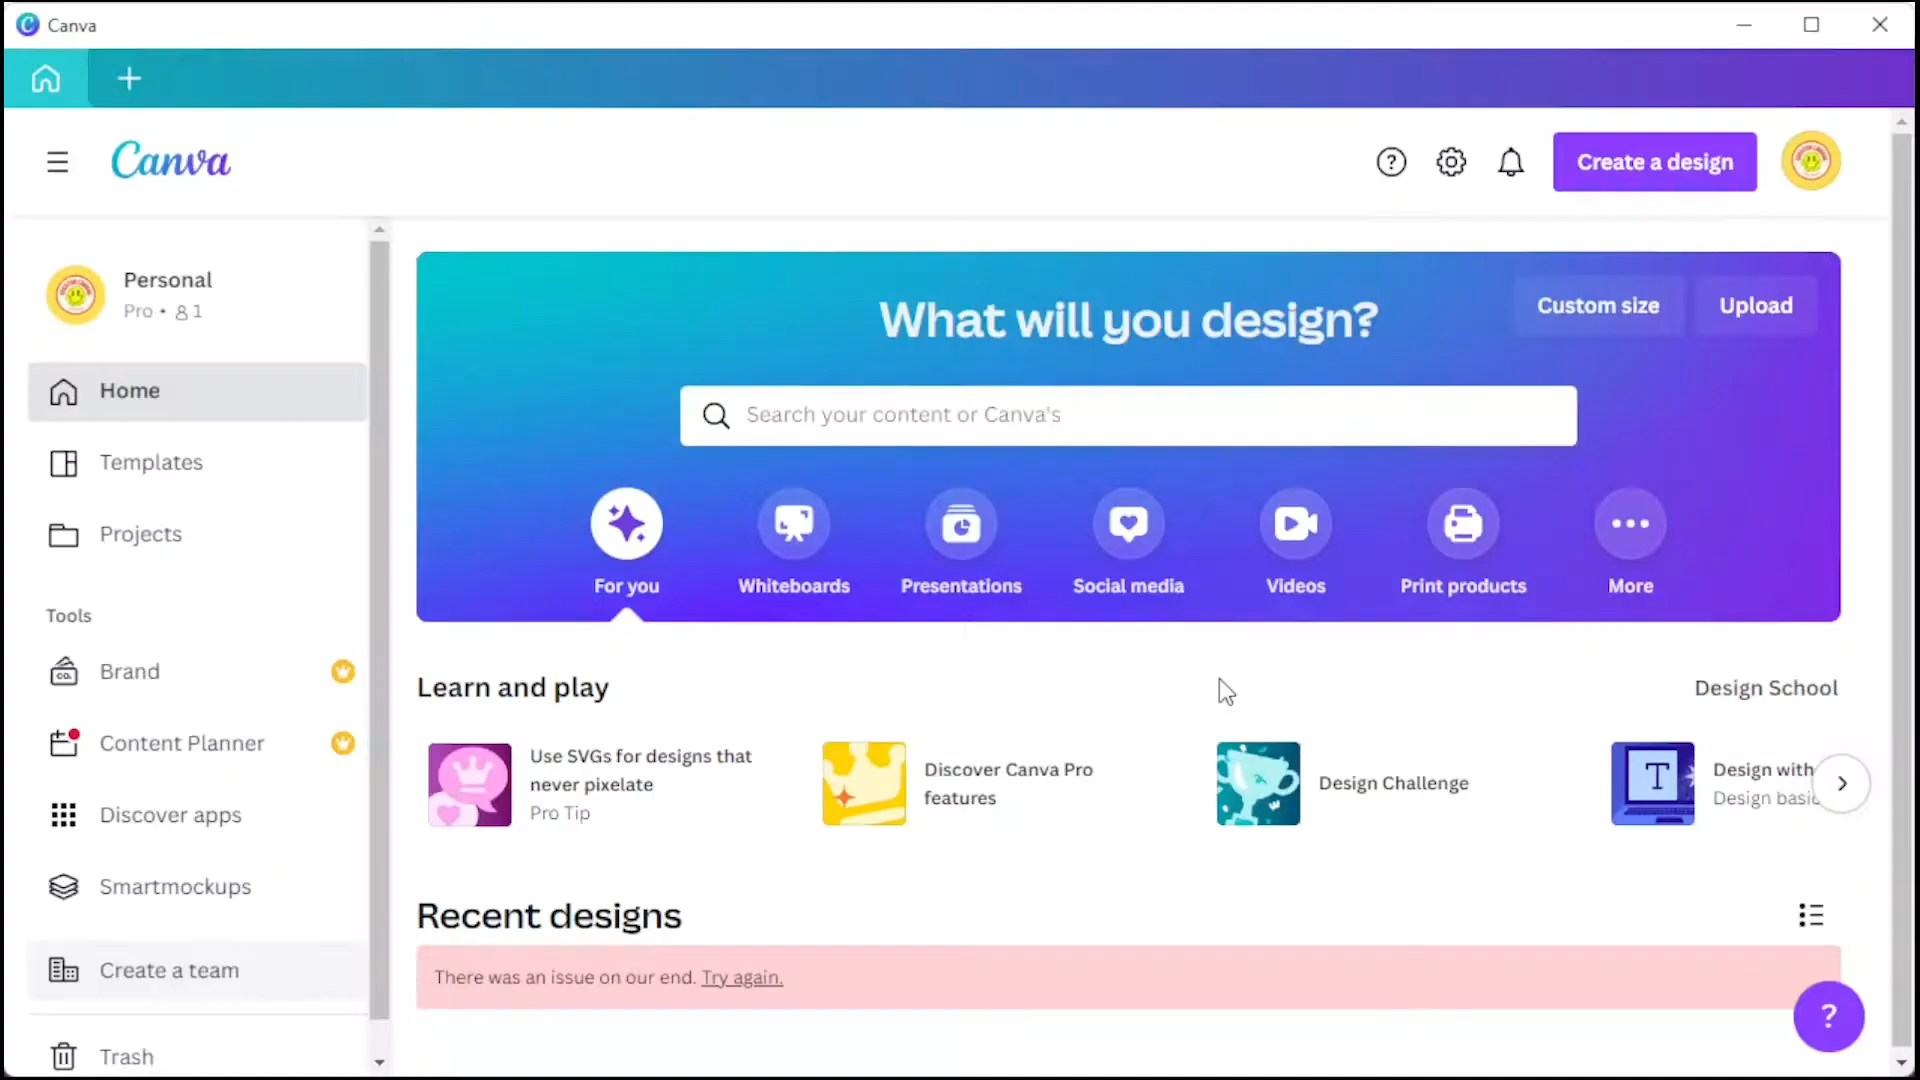 Canva
Canva
Create a design
Personal
Pro • 1
Home
Templates
Projects
Tools
Brand
Content Planner
Discover apps
Smartmockups
Create a team
Trash
What will you design?
Custom size
Upload
Search your content or Canva's
For you
Whiteboards
Presentations
Social media
Videos
Print products
More
Learn and play
Design School
Use SVGs for designs that
never pixelate
Pro Tip
Discover Canva Pro
features
Design Challenge
T
Design with
Design basic
Recent designs
There was an issue on our end. Try again.
?